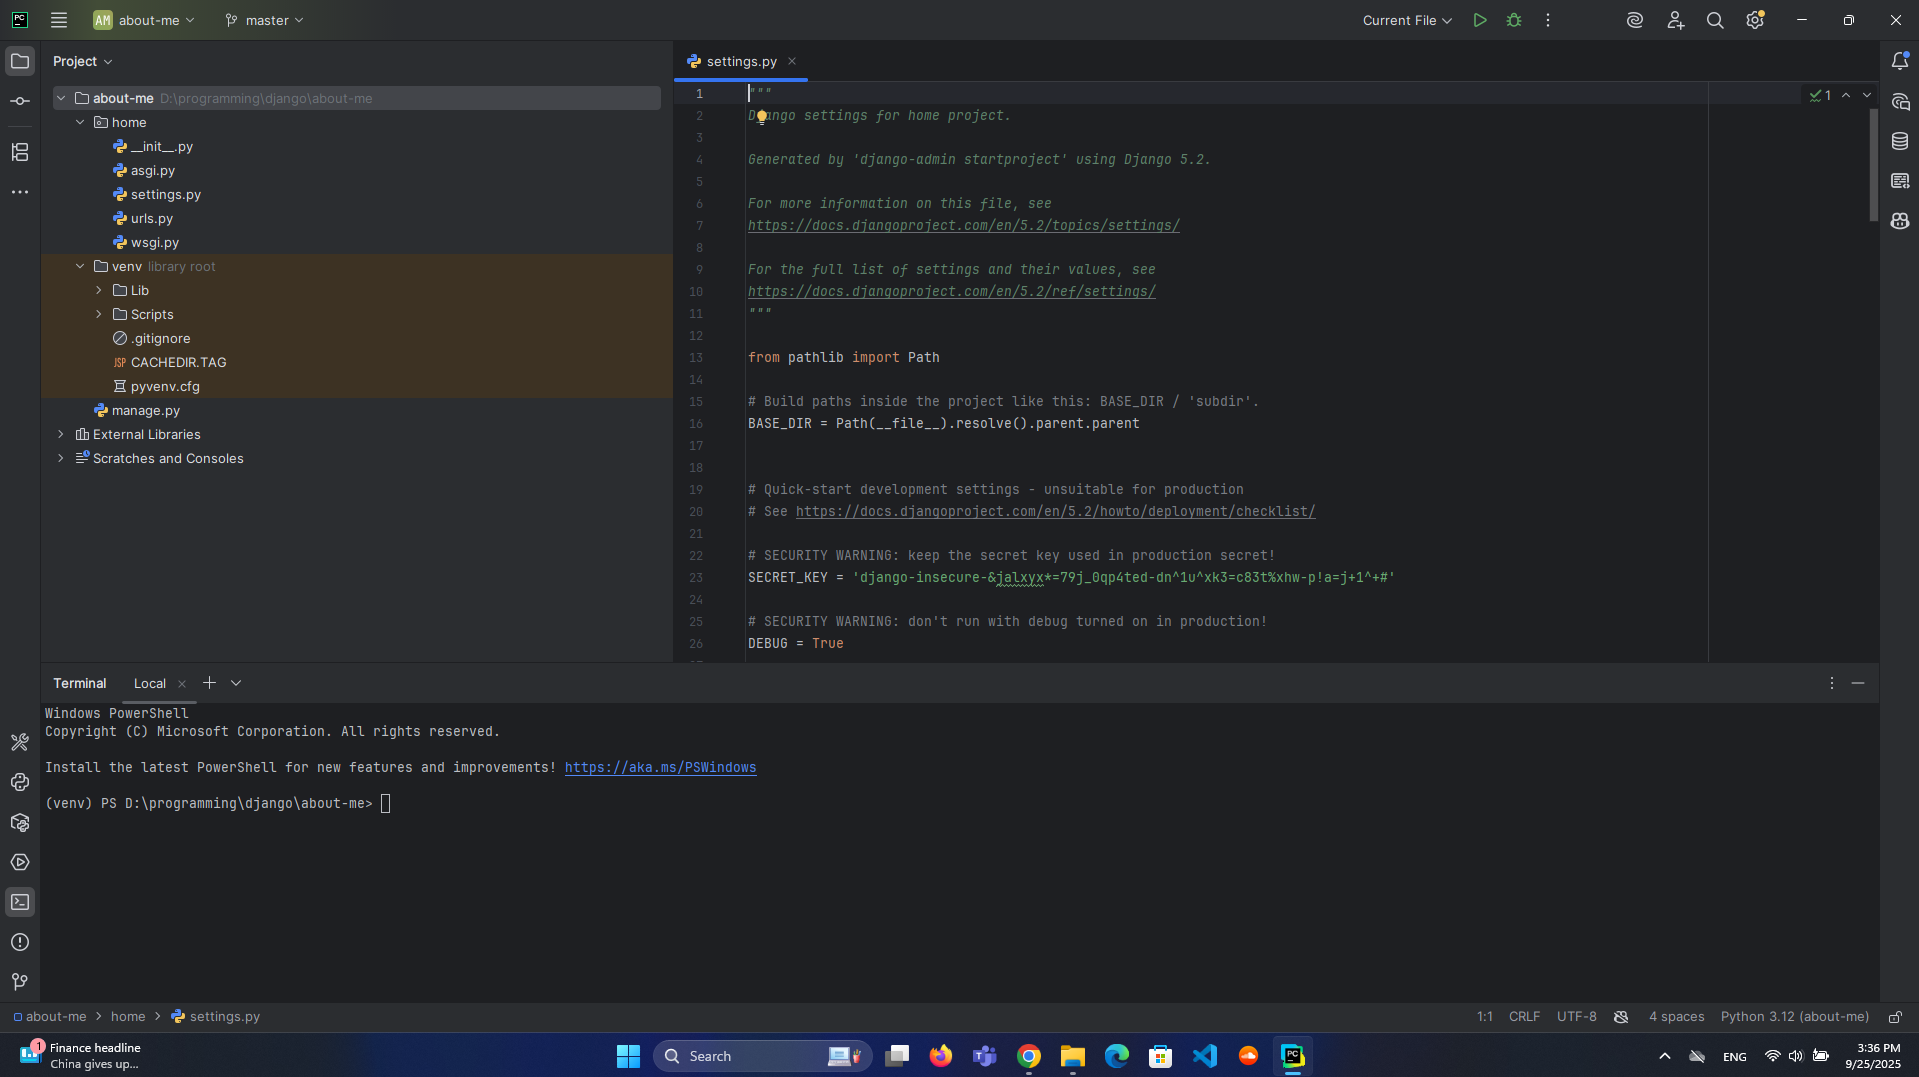 AM about-me
master
Current File
Project
settings.py
about-me D:\programming\django\about-me
home
__init__.py
asgi.py
settings.py
urls.py
wsgi.py
venv library root
Lib
Scripts
.gitignore
JSP CACHEDIR.TAG
pyvenv.cfg
manage.py
External Libraries
Scratches and Consoles
1 """
2 Django settings for home project.
3
4 Generated by 'django-admin startproject' using Django 5.2.
5
6 For more information on this file, see
7 https://docs.djangoproject.com/en/5.2/topics/settings/
8
9 For the full list of settings and their values, see
10 https://docs.djangoproject.com/en/5.2/ref/settings/
11 """
12
13 from pathlib import Path
14
15 # Build paths inside the project like this: BASE_DIR / 'subdir'.
16 BASE_DIR = Path(__file__).resolve().parent.parent
17
18
19 # Quick-start development settings - unsuitable for production
20 # See https://docs.djangoproject.com/en/5.2/howto/deployment/checklist/
21
22 # SECURITY WARNING: keep the secret key used in production secret!
23 SECRET_KEY = 'django-insecure-&jalxyx*=79j_0qp4ted-dn^1u^xk3=c83t%xhw-p!a=j+1^+#'
24
25 # SECURITY WARNING: don't run with debug turned on in production!
26 DEBUG = True
1
Terminal Local
Windows PowerShell
Copyright (C) Microsoft Corporation. All rights reserved.
Install the latest PowerShell for new features and improvements! https://aka.ms/PSWindows
(venv) PS D:\programming\django\about-me>
about-me > home > settings.py
1:1 CRLF UTF-8 4 spaces Python 3.12 (about-me)
1
Finance headline
China gives up...
Search
ENG
3:36 PM
9/25/2025